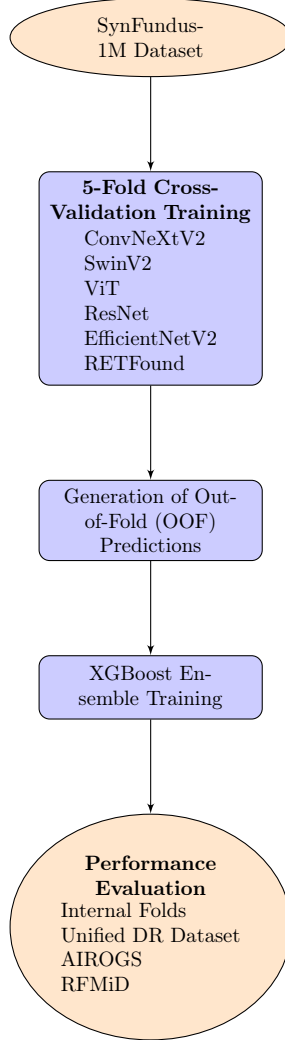 SynFundus-
1M Dataset
5-Fold Cross-
Validation Training
ConvNeXtV2
SwinV2
ViT
ResNet
EfficientNetV2
RETFound
Generation of Out-
of-Fold (OOF)
Predictions
XGBoost En-
semble Training
Performance
Evaluation
Internal Folds
Unified DR Dataset
AIROGS
RFMiD